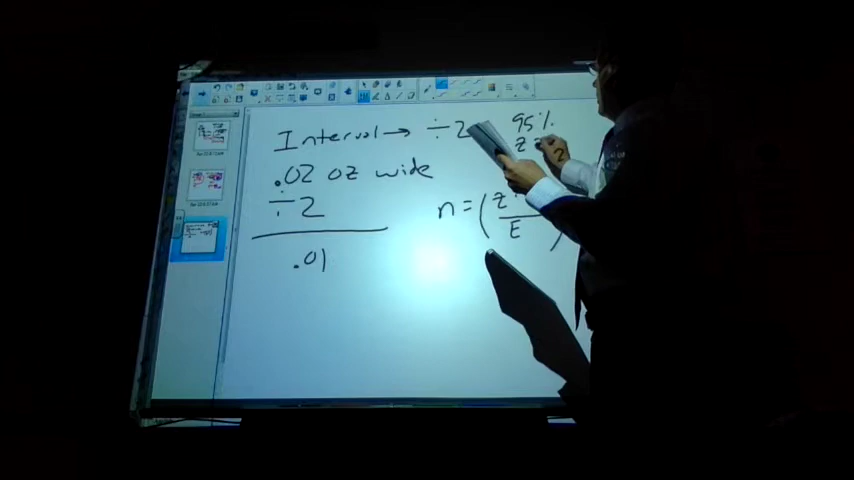 Interval → ÷2
.02 oz wide
÷2
.01
95%
z=
n=(z
E
)